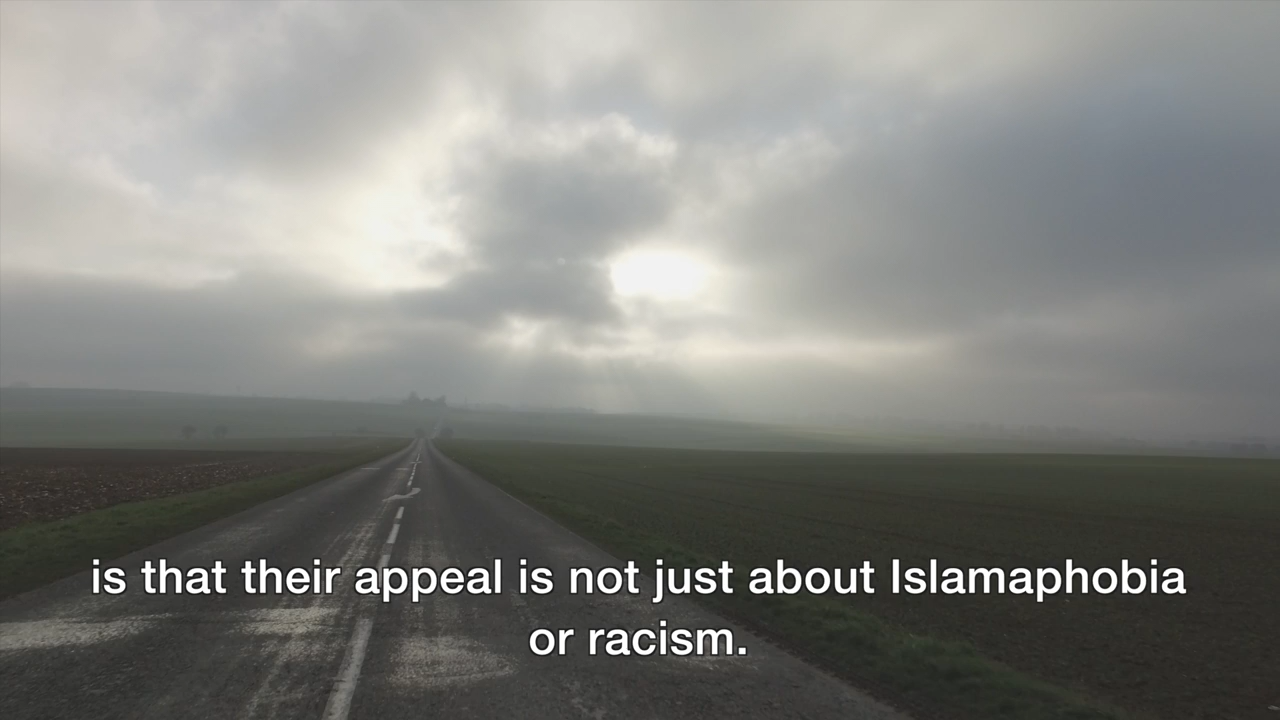 is that their appeal is not just about Islamaphobia
or racism.